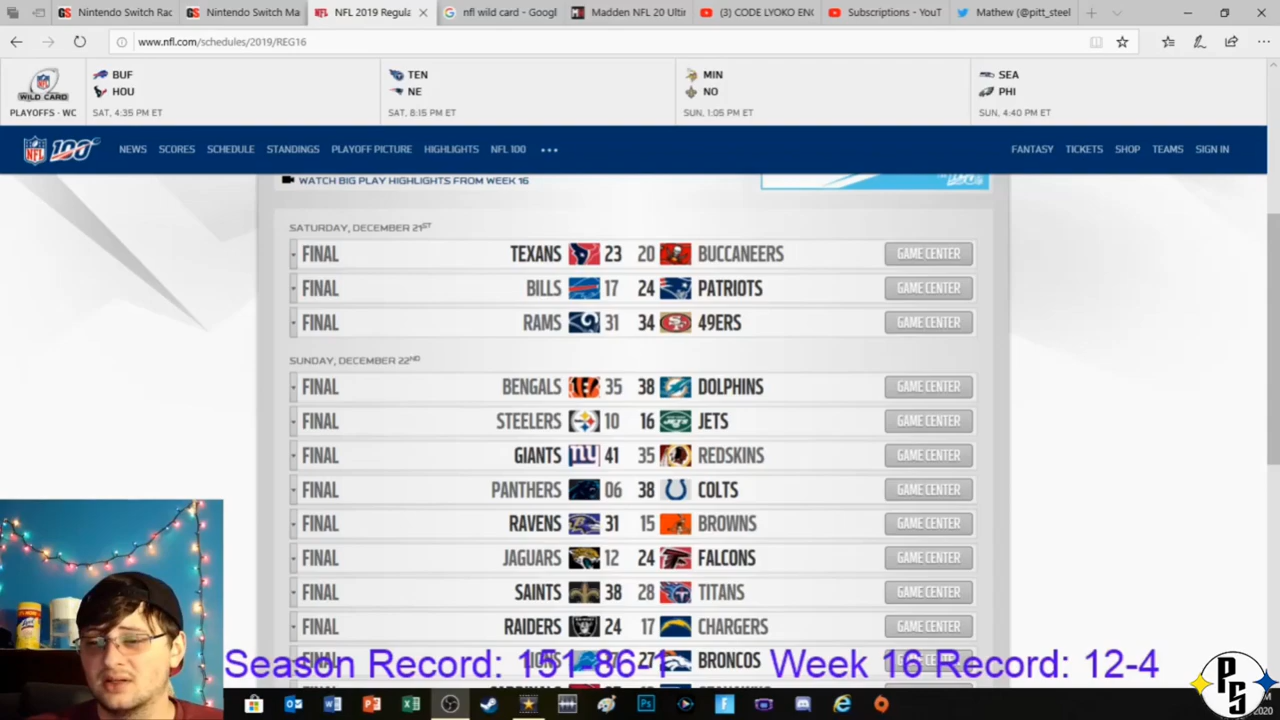 Nintendo Switch Rac
Nintendo Switch Ma
NFL 2019 Regula
nfl wild card - Googl
Madden NFL 20 Ultir
(3) CODE LYOKO ENG
Subscriptions - YouT
Mathew (@pitt_steel
www.nfl.com/schedules/2019/REG16
WILD CARD
PLAYOFFS - WC
BUF
HOU
SAT, 4:35 PM ET
TEN
NE
SAT, 8:15 PM ET
MIN
NO
SUN, 1:05 PM ET
SEA
PHI
SUN, 4:40 PM ET
NFL 100 NEWS SCORES SCHEDULE STANDINGS PLAYOFF PICTURE HIGHLIGHTS NFL 100 FANTASY TICKETS SHOP TEAMS SIGN IN
WATCH BIG PLAY HIGHLIGHTS FROM WEEK 16
SATURDAY, DECEMBER 21ST
FINAL TEXANS 23 20 BUCCANEERS GAME CENTER
FINAL BILLS 17 24 PATRIOTS GAME CENTER
FINAL RAMS 31 34 49ERS GAME CENTER
SUNDAY, DECEMBER 22ND
FINAL BENGALS 35 38 DOLPHINS GAME CENTER
FINAL STEELERS 10 16 JETS GAME CENTER
FINAL GIANTS 41 35 REDSKINS GAME CENTER
FINAL PANTHERS 06 38 COLTS GAME CENTER
FINAL RAVENS 31 15 BROWNS GAME CENTER
FINAL JAGUARS 12 24 FALCONS GAME CENTER
FINAL SAINTS 38 28 TITANS GAME CENTER
FINAL RAIDERS 24 17 CHARGERS GAME CENTER
FINAL LIONS 27 BRONCOS GAME CENTER
Season Record: 151-86-1 Week 16 Record: 12-4
PS
2020